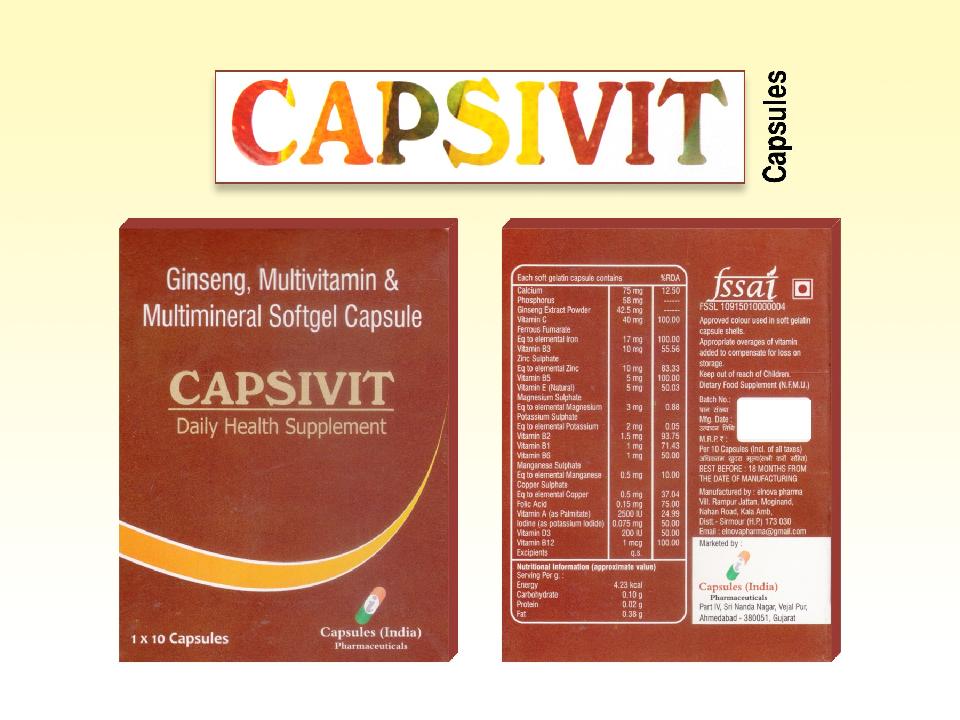 CAPSIVIT
Capsules
Ginseng, Multivitamin &
Multimineral Softgel Capsule
CAPSIVIT
Daily Health Supplement
1 x 10 Capsules
Capsules (India)
Pharmaceuticals
Each soft gelatin capsule contains %RDA
Calcium 75 mg 12.50
Phosphorus 58 mg ------
Ginseng Extract Powder 42.5 mg ------
Vitamin C 40 mg 100.00
Ferrous Fumarate
Eq to elemental Iron 17 mg 100.00
Vitamin B3 10 mg 55.56
Zinc Sulphate
Eq to elemental Zinc 10 mg 83.33
Vitamin B5 5 mg 100.00
Vitamin E (Natural) 5 mg 50.03
Magnesium Sulphate
Eq to elemental Magnesium 3 mg 0.88
Potassium Sulphate
Eq to elemental Potassium 2 mg 0.05
Vitamin B2 1.5 mg 93.75
Vitamin B1 1 mg 71.43
Vitamin B6 1 mg 50.00
Manganese Sulphate
Eq to elemental Manganese 0.5 mg 10.00
Copper Sulphate
Eq to elemental Copper 0.5 mg 37.04
Folic Acid 0.15 mg 75.00
Vitamin A (as Palmitate) 2500 IU 24.99
Iodine (as potassium Iodide) 0.075 mg 50.00
Vitamin D3 200 IU 50.00
Vitamin B12 1 mcg 100.00
Excipients q.s.
Nutritional Information (approximate value)
Serving Per g. :
Energy 4.23 kcal
Carbohydrate 0.10 g
Protein 0.02 g
Fat 0.38 g
fssai
FSSL 10915010000004
Approved colour used in soft gelatin
capsule shells.
Appropriate overages of vitamin
added to compensate for loss on
storage.
Keep out of reach of Children.
Dietary Food Supplement (N.F.M.U.)
Batch No.:
घान संख्या
Mfg. Date :
उत्पादन तिथि
M.R.P. ₹ :
Per 10 Capsules (Incl. of all taxes)
अधिकतम खुदरा मूल्य(सभी करों सहित)
BEST BEFORE : 18 MONTHS FROM
THE DATE OF MANUFACTURING
Manufactured by : elnova pharma
Vill. Rampur Jattan, Moginand,
Nahan Road, Kala Amb,
Distt.- Sirmour (H.P.) 173 030
Email : elnovapharma@gmail.com
Marketed by :
Capsules (India)
Pharmaceuticals
Part IV, Sri Nanda Nagar, Vejal Pur,
Ahmedabad - 380051, Gujarat